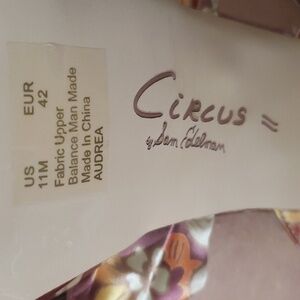 EUR
42
US
11M
Fabric Upper
Balance Man Made
Made In China
AUDREA
CIRCUS
by Sam Edelman